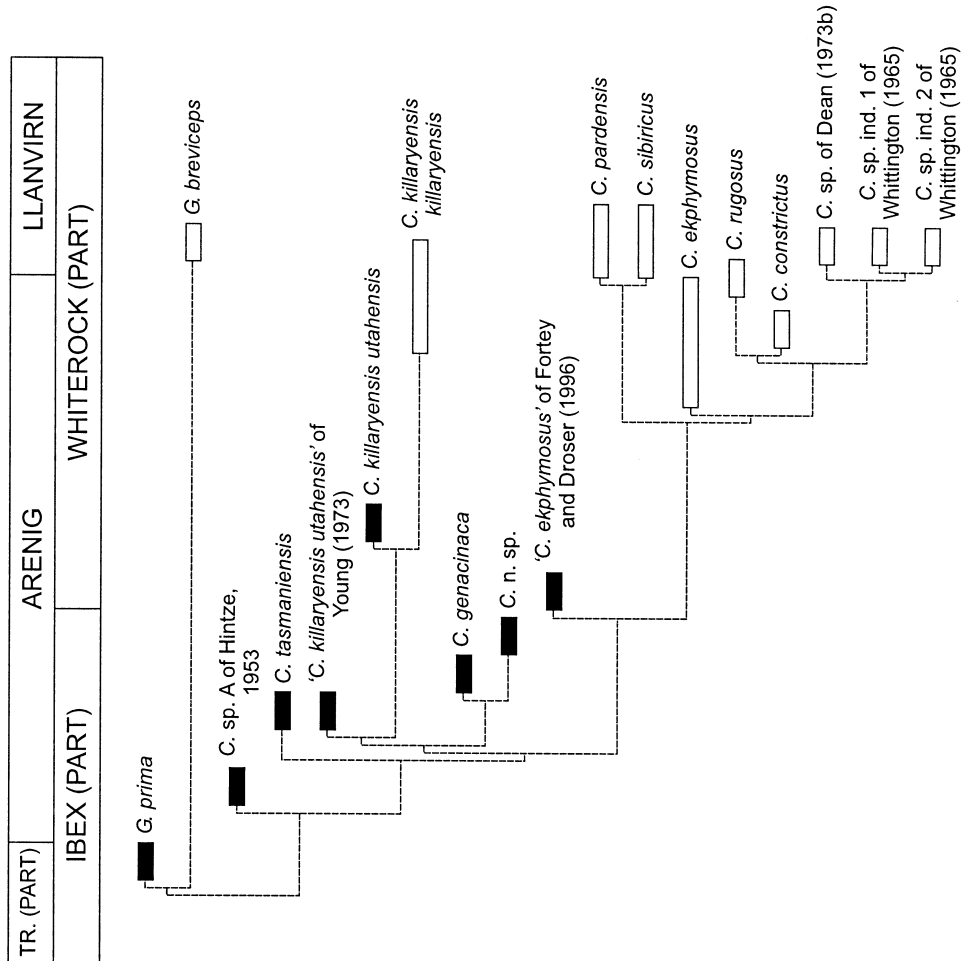 TR. (PART)
ARENIG
LLANVIRN
IBEX (PART)
WHITEROCK (PART)
G. prima
G. breviceps
C. sp. A of Hintze,
1953
C. tasmaniensis
‘C. killaryensis utahensis’ of
Young (1973)
C. killaryensis utahensis
C. killaryensis
killaryensis
C. genacinaca
C. n. sp.
‘C. ekphymosus’ of Fortey
and Droser (1996)
C. pardensis
C. sibiricus
C. ekphymosus
C. rugosus
C. constrictus
C. sp. of Dean (1973b)
C. sp. ind. 1 of
Whittington (1965)
C. sp. ind. 2 of
Whittington (1965)